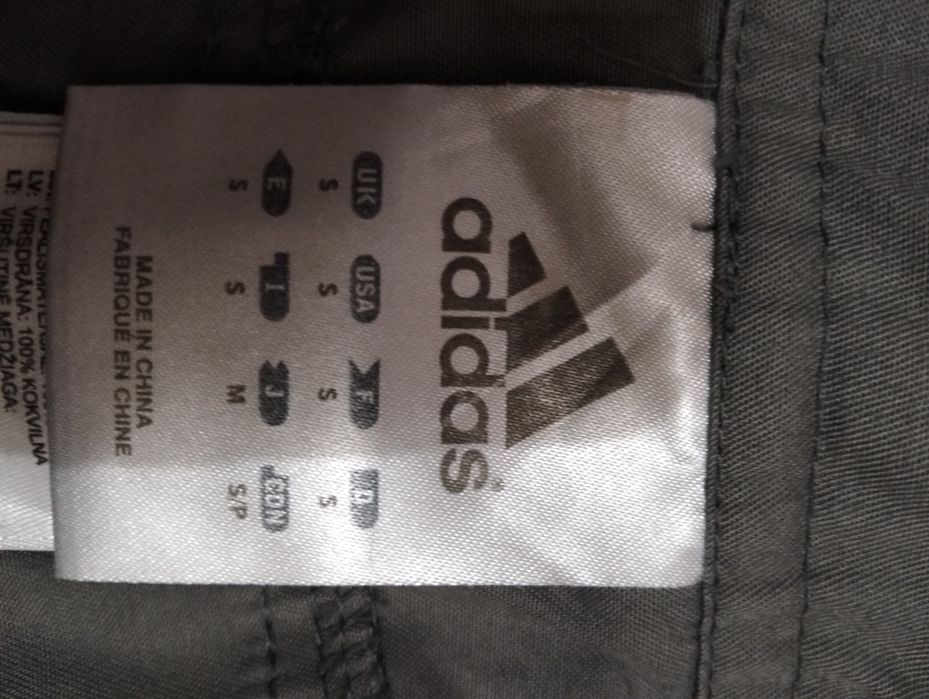 adidas
UK USA F D
S S S S
E I J CDN
S S M S/P
MADE IN CHINA
FABRIQUÉ EN CHINE
LV: VIRSDRĀNA: 100% KOKVILNA
LT: VIRŠUTINĖ MEDŽIAGA: